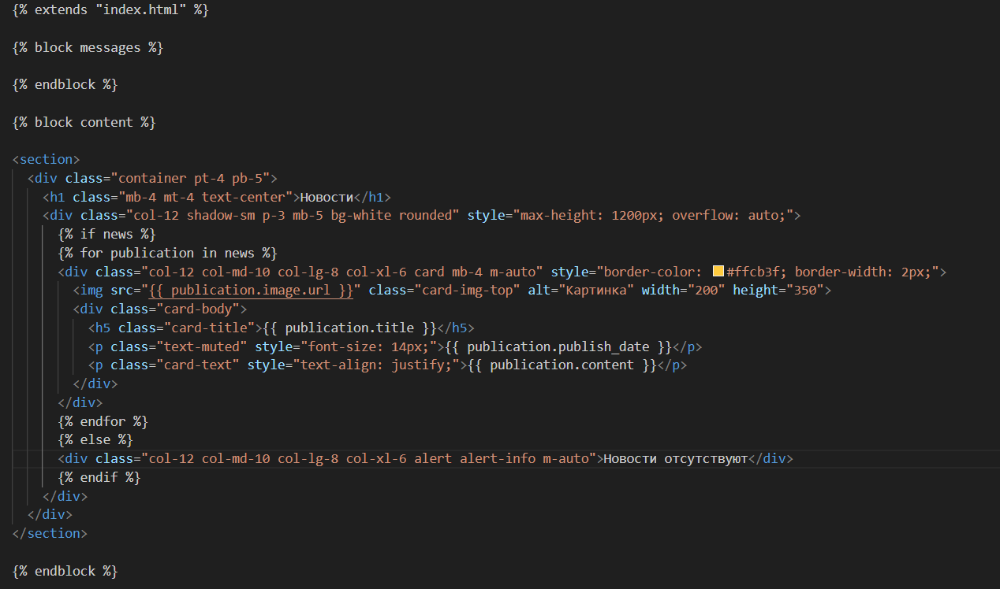 {% extends "index.html" %}
{% block messages %}
{% endblock %}
{% block content %}
<section>
<div class="container pt-4 pb-5">
<h1 class="mb-4 mt-4 text-center">Новости</h1>
<div class="col-12 shadow-sm p-3 mb-5 bg-white rounded" style="max-height: 1200px; overflow: auto;">
{% if news %}
{% for publication in news %}
<div class="col-12 col-md-10 col-lg-8 col-xl-6 card mb-4 m-auto" style="border-color: #ffcb3f; border-width: 2px;">
<img src="{{ publication.image.url }}" class="card-img-top" alt="Картинка" width="200" height="350">
<div class="card-body">
<h5 class="card-title">{{ publication.title }}</h5>
<p class="text-muted" style="font-size: 14px;">{{ publication.publish_date }}</p>
<p class="card-text" style="text-align: justify;">{{ publication.content }}</p>
</div>
</div>
{% endfor %}
{% else %}
<div class="col-12 col-md-10 col-lg-8 col-xl-6 alert alert-info m-auto">Новости отсутствуют</div>
{% endif %}
</div>
</div>
</section>
{% endblock %}